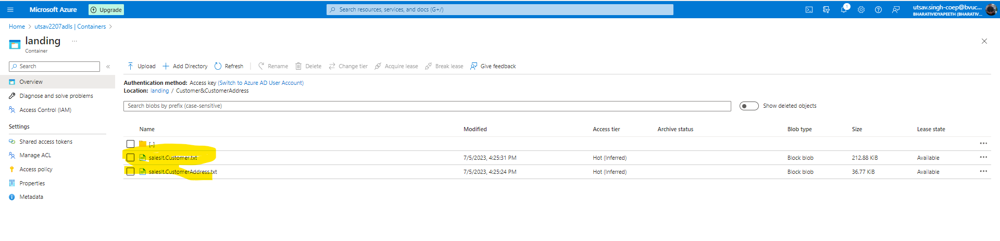 Microsoft Azure
Upgrade
Search resources, services, and docs (G+/)
1
utsav.singh-coep@bvuc...
BHARATIVIDYAPEETH (BHARATIV...
Home > utsav2207adls | Containers >
landing ...
Container
Search
«
Upload
Add Directory
Refresh
Rename
Delete
Change tier
Acquire lease
Break lease
Give feedback
Overview
Diagnose and solve problems
Access Control (IAM)
Settings
Shared access tokens
Manage ACL
Access policy
Properties
Metadata
Authentication method: Access key (Switch to Azure AD User Account)
Location: landing / Customer&CustomerAddress
Search blobs by prefix (case-sensitive)
Show deleted objects
Name Modified Access tier Archive status Blob type Size Lease state
[..] ...
saleslt.Customer.txt 7/5/2023, 4:25:31 PM Hot (Inferred) Block blob 212.88 KiB Available ...
saleslt.CustomerAddress.txt 7/5/2023, 4:25:24 PM Hot (Inferred) Block blob 36.77 KiB Available ...